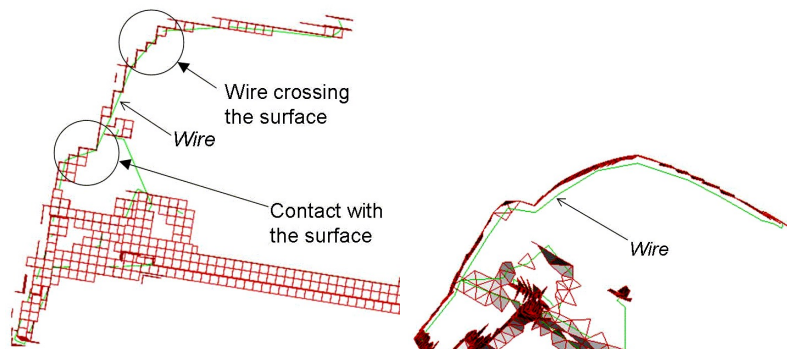 Wire crossing
the surface
Wire
Contact with
the surface
Wire